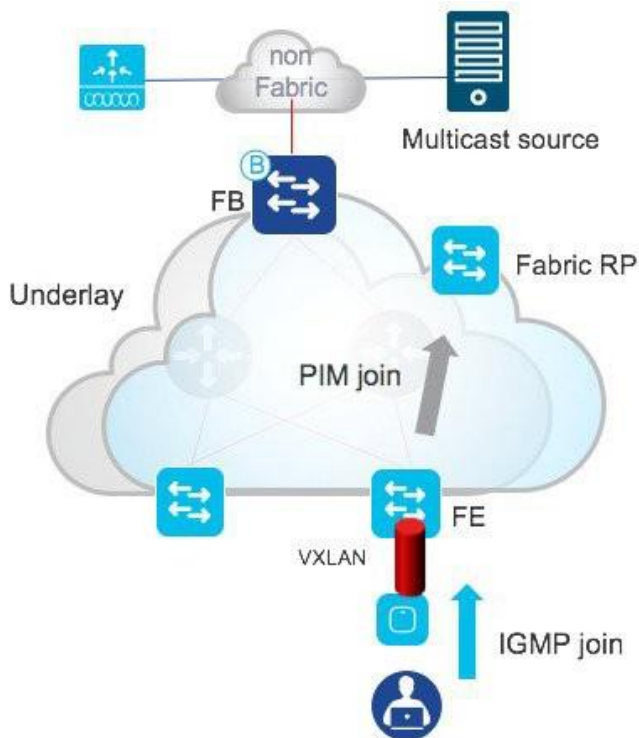 non
Fabric
Multicast source
B
FB
Fabric RP
Underlay
PIM join
FE
VXLAN
IGMP join